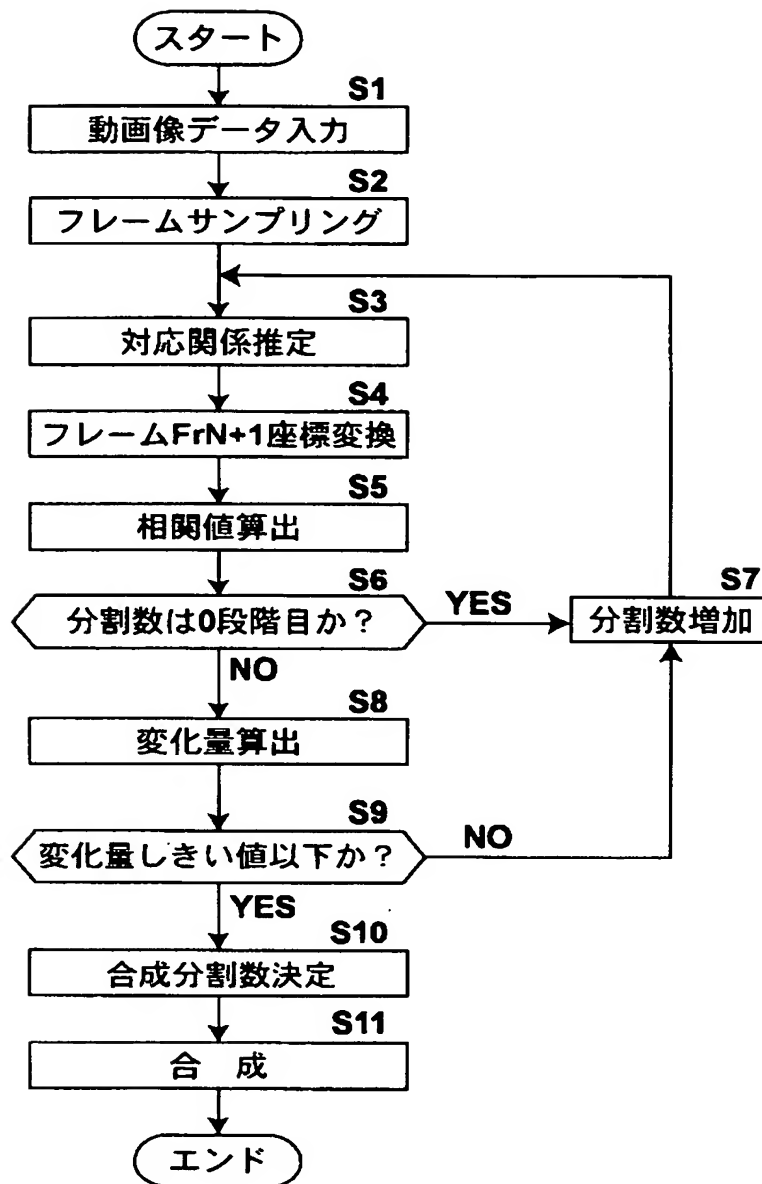 スタート
S1
動画像データ入力
S2
フレームサンプリング
S3
対応関係推定
S4
フレームFrN+1座標変換
S5
相関値算出
S6
分割数は0段階目か?
YES
S7
分割数増加
NO
S8
変化量算出
S9
変化量しきい値以下か?
NO
YES
S10
合成分割数決定
S11
合 成
エンド